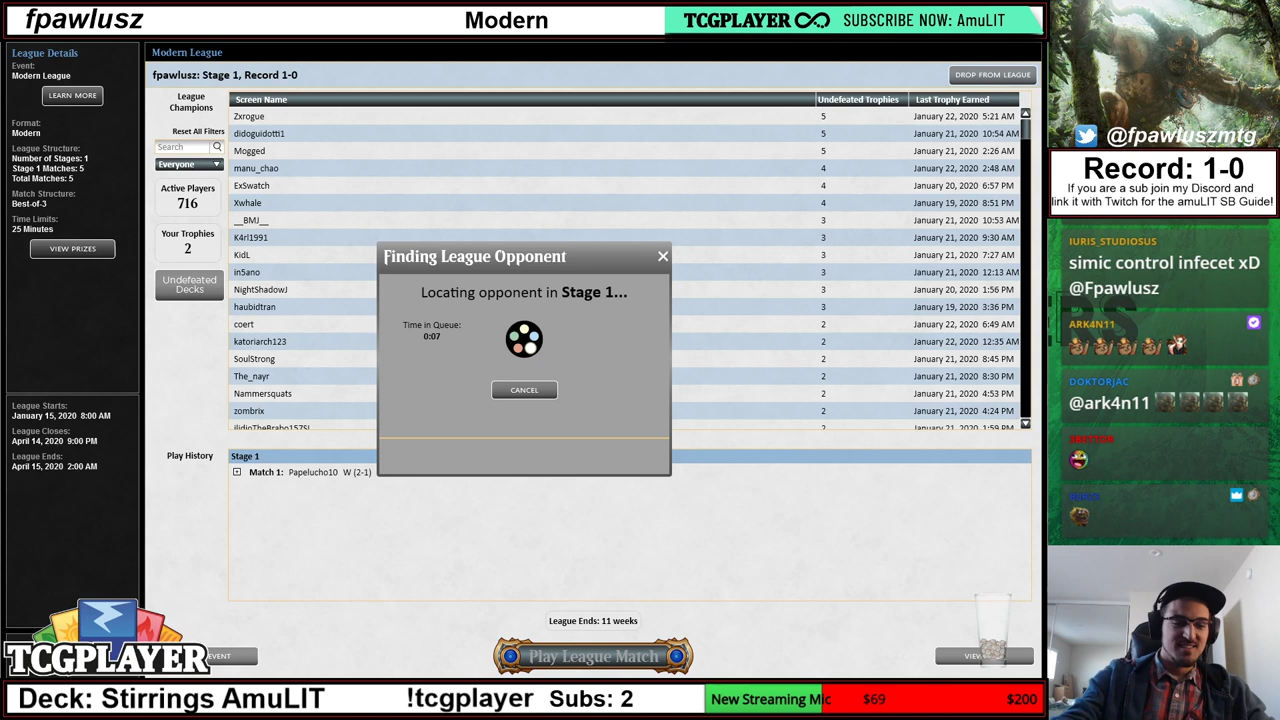 fpawlusz
Modern
TCGPLAYER SUBSCRIBE NOW: AmuLIT
League Details
Event:
Modern League
LEARN MORE
Format:
Modern
League Structure:
Number of Stages: 1
Stage 1 Matches: 5
Total Matches: 5
Match Structure:
Best-of-3
Time Limits:
25 Minutes
VIEW PRIZES
League Starts:
January 15, 2020 8:00 AM
League Closes:
April 14, 2020 9:00 PM
League Ends:
April 15, 2020 2:00 AM
Modern League
fpawlusz: Stage 1, Record 1-0
DROP FROM LEAGUE
League
Champions
Reset All Filters
Search
Everyone
Active Players
716
Your Trophies
2
Undefeated
Decks
Screen Name Undefeated Trophies Last Trophy Earned
Zxrogue 5 January 22, 2020 5:21 AM
didoguidotti1 5 January 21, 2020 10:54 AM
Mogged 5 January 21, 2020 2:26 AM
manu_chao 4 January 22, 2020 2:48 AM
ExSwatch 4 January 20, 2020 6:57 PM
Xwhale 4 January 19, 2020 8:51 PM
__BMJ__ 3 January 21, 2020 10:53 AM
K4rl1991 3 January 21, 2020 9:30 AM
KidL 3 January 21, 2020 7:27 AM
in5ano 3 January 21, 2020 12:13 AM
NightShadowJ 3 January 20, 2020 1:56 PM
haubidtran 3 January 19, 2020 3:36 PM
coert 2 January 22, 2020 6:49 AM
katoriarch123 2 January 22, 2020 12:35 AM
SoulStrong 2 January 21, 2020 8:45 PM
The_nayr 2 January 21, 2020 8:30 PM
Nammersquats 2 January 21, 2020 4:53 PM
zombrix 2 January 21, 2020 4:24 PM
2 January 21, 2020 1:59 PM
Finding League Opponent
Locating opponent in Stage 1...
Time in Queue:
0:07
CANCEL
Play History
Stage 1
Match 1: Papelucho10 W (2-1)
League Ends: 11 weeks
Play League Match
EVENT
VIEW
TCGPLAYER
@fpawluszmtg
Record: 1-0
If you are a sub join my Discord and
link it with Twitch for the amuLIT SB Guide!
IURIS_STUDIOSUS
simic control infecet xD
@Fpawlusz
ARK4N11
DOKTORJAC
@ark4n11
Deck: Stirrings AmuLIT
!tcgplayer Subs: 2
New Streaming Mic $69 $200